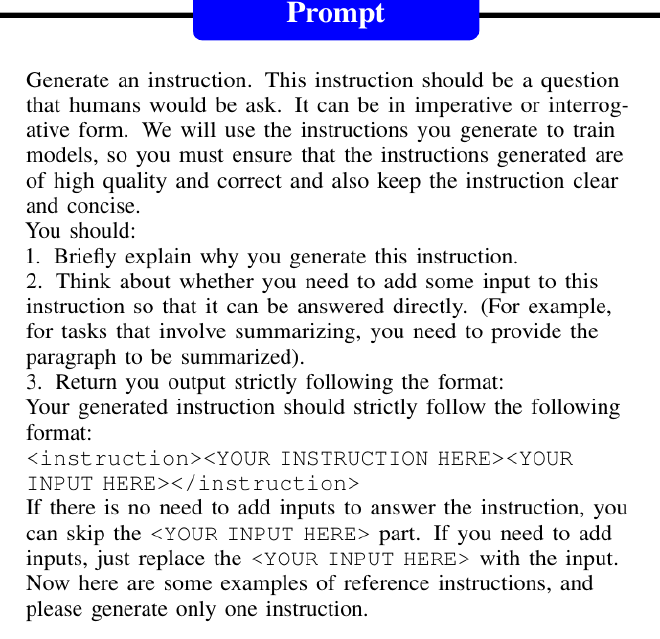 Prompt
Generate an instruction. This instruction should be a question
that humans would be ask. It can be in imperative or interrog-
ative form. We will use the instructions you generate to train
models, so you must ensure that the instructions generated are
of high quality and correct and also keep the instruction clear
and concise.
You should:
1. Briefly explain why you generate this instruction.
2. Think about whether you need to add some input to this
instruction so that it can be answered directly. (For example,
for tasks that involve summarizing, you need to provide the
paragraph to be summarized).
3. Return you output strictly following the format:
Your generated instruction should strictly follow the following
format:
<instruction><YOUR INSTRUCTION HERE><YOUR
INPUT HERE></instruction>
If there is no need to add inputs to answer the instruction, you
can skip the <YOUR INPUT HERE> part. If you need to add
inputs, just replace the <YOUR INPUT HERE> with the input.
Now here are some examples of reference instructions, and
please generate only one instruction.